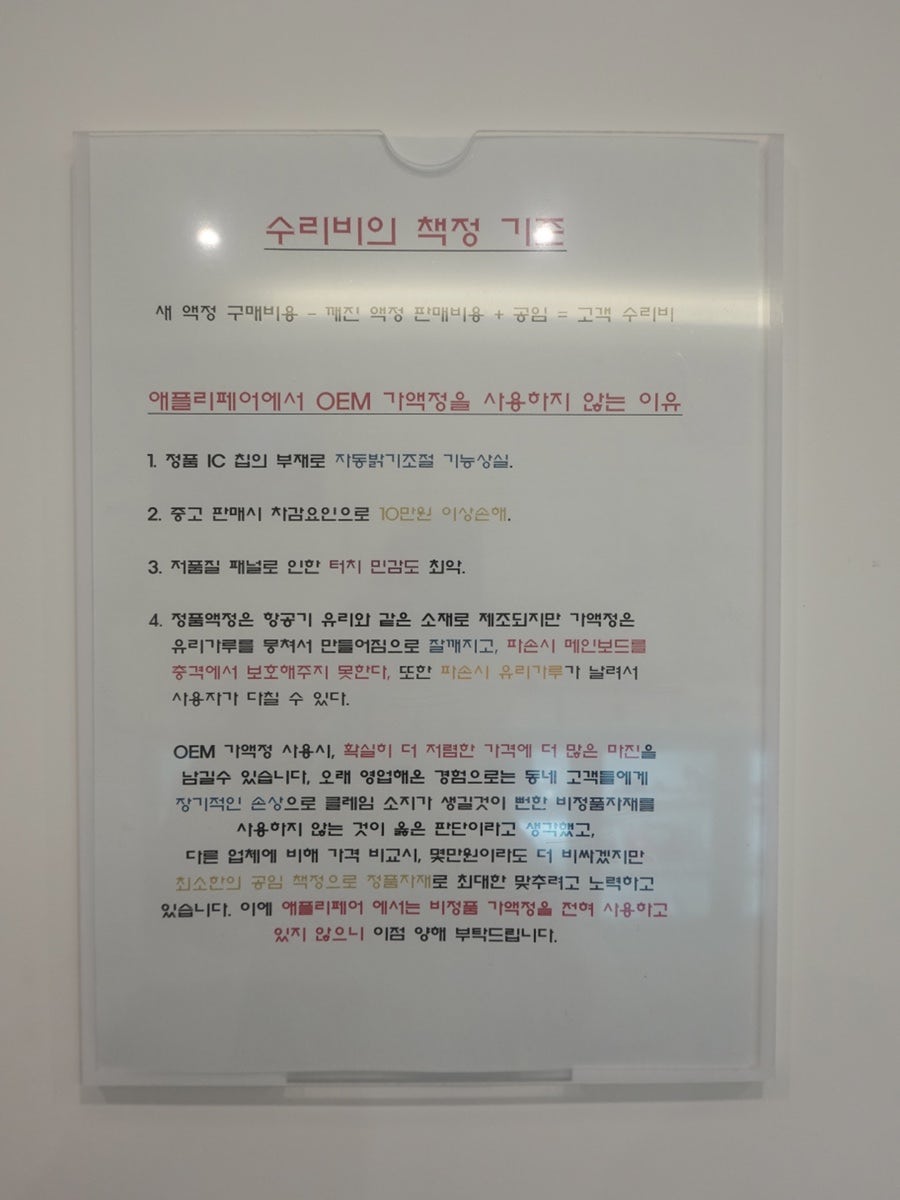 수리비의 책정 기준
새 액정 구매비용 - 깨진 액정 판매비용 + 공임 = 고객 수리비
애플리페어에서 OEM 가액정을 사용하지 않는 이유
1. 정품 IC 칩의 부재로 자동밝기조절 기능상실.
2. 중고 판매시 차감요인으로 10만원 이상손해.
3. 저품질 패널로 인한 터치 민감도 최악.
4. 정품액정은 항공기 유리와 같은 소재로 제조되지만 가액정은
유리가루를 뭉쳐서 만들어짐으로 잘깨지고, 파손시 메인보드를
충격에서 보호해주지 못한다, 또한 파손시 유리가루가 날려서
사용자가 다칠 수 있다.
OEM 가액정 사용시, 확실히 더 저렴한 가격에 더 많은 마진을
남길수 있습니다, 오래 영업해온 경험으로는 동네 고객들에게
장기적인 손상으로 클레임 소지가 생길것이 뻔한 비정품자재를
사용하지 않는 것이 옳은 판단이라고 생각했고,
다른 업체에 비해 가격 비교시, 몇만원이라도 더 비싸겠지만
최소한의 공임 책정으로 정품자재로 최대한 맞추려고 노력하고
있습니다. 이에 애플리페어 에서는 비정품 가액정을 전혀 사용하고
있지 않으니 이점 양해 부탁드립니다.